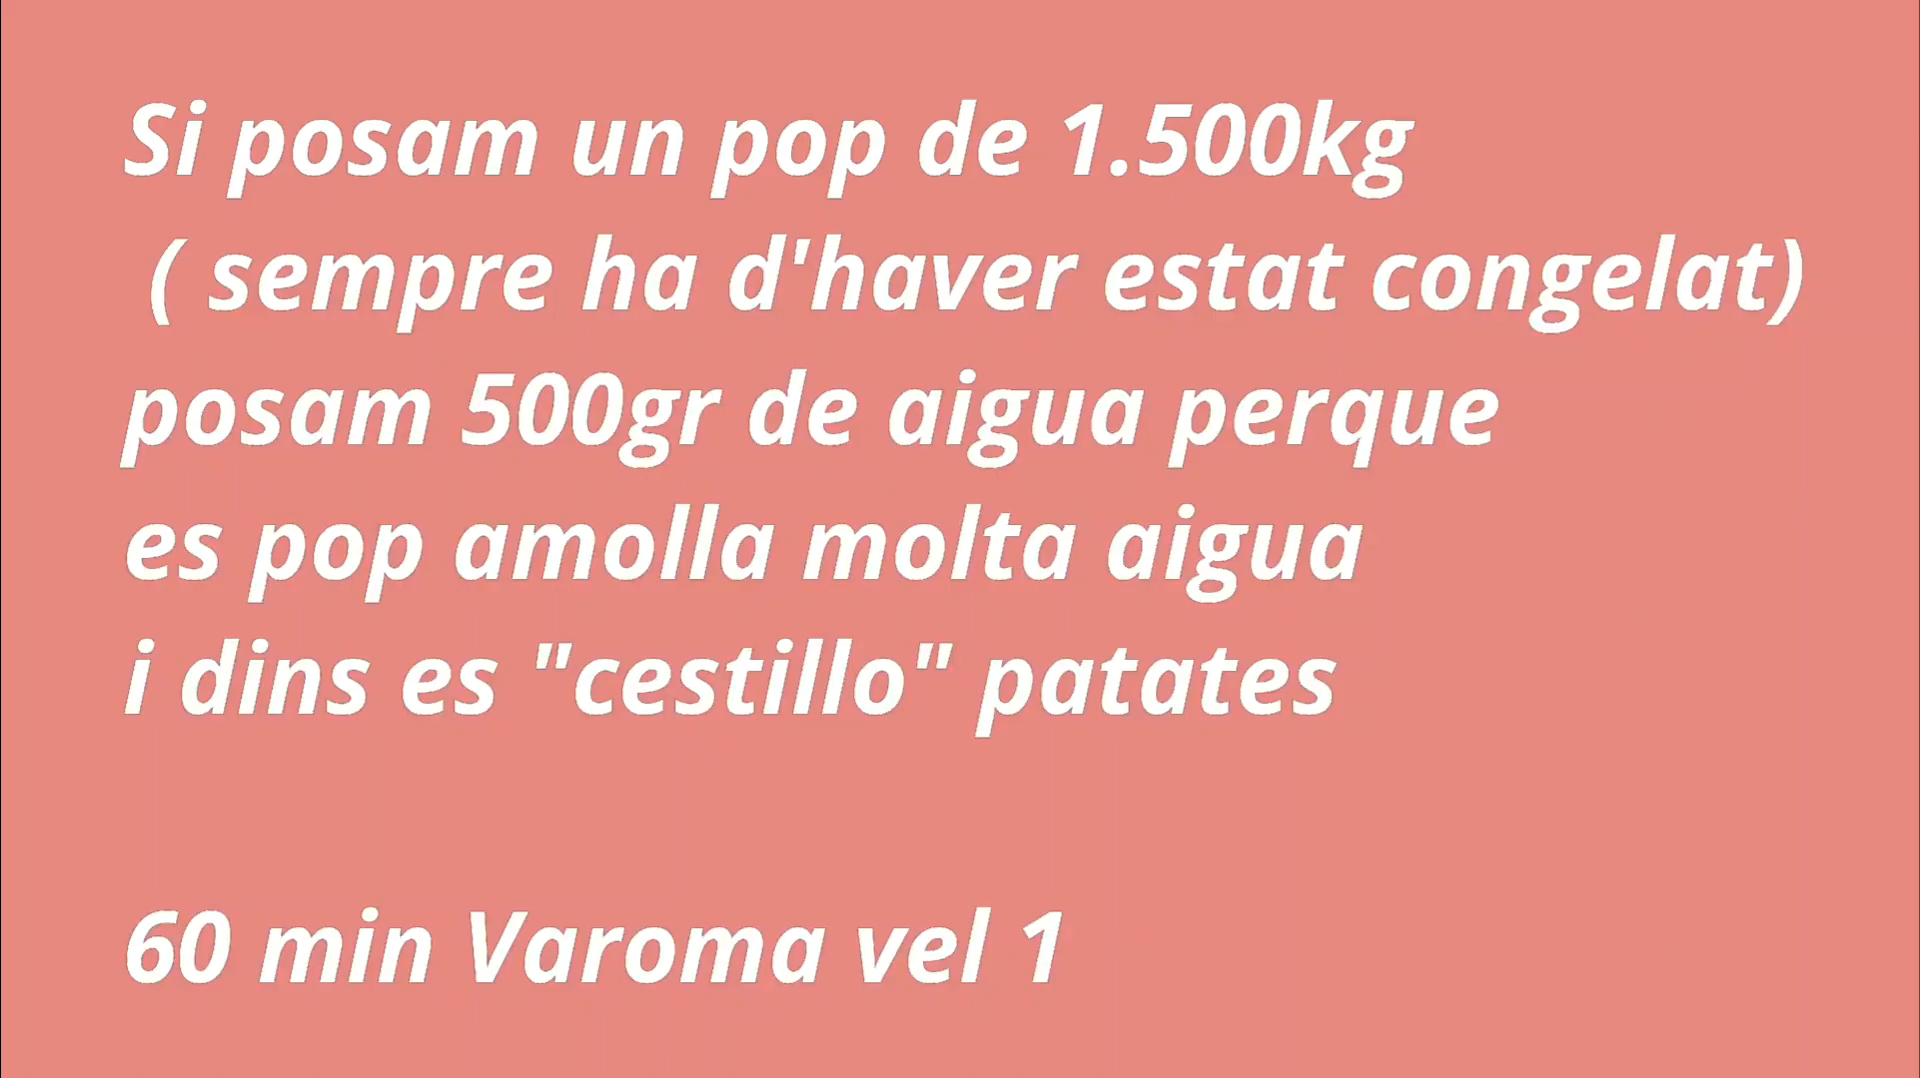 Si posam un pop de 1.500kg
( sempre ha d'haver estat congelat)
posam 500gr de aigua perque
es pop amolla molta aigua
i dins es "cestillo" patates
60 min Varoma vel 1